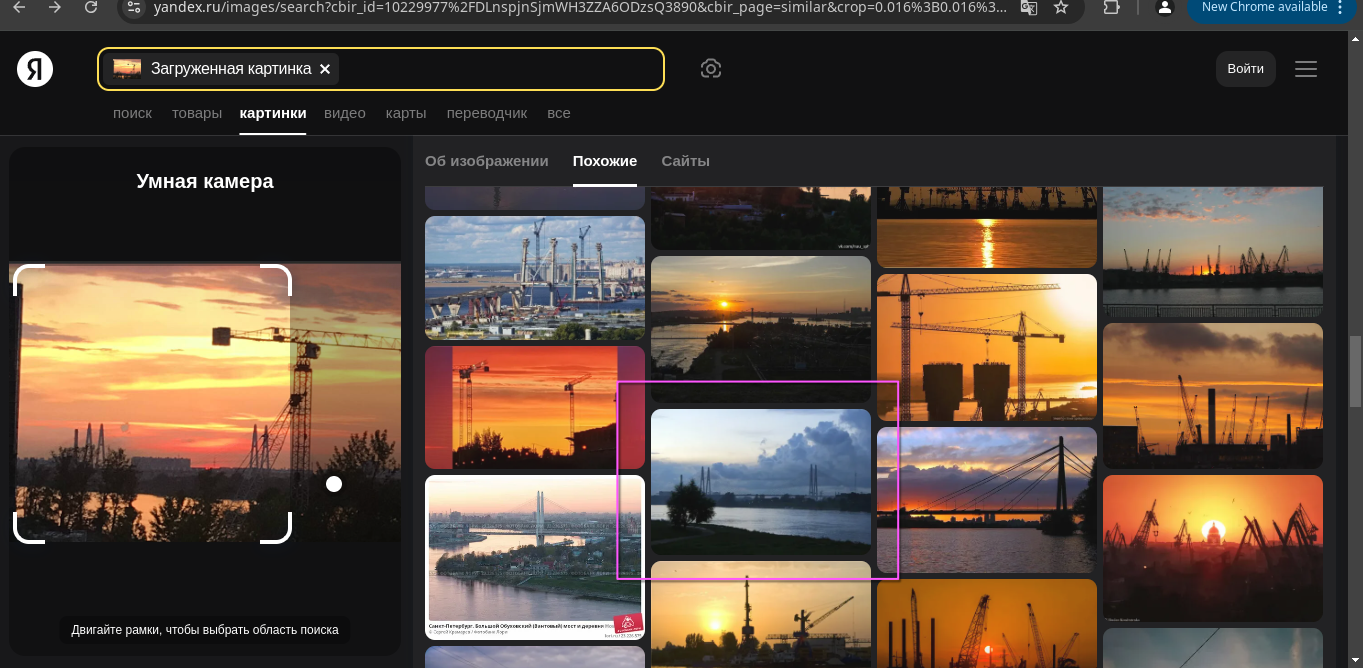 yandex.ru/images/search?cbir_id=10229977%2FDLnspjnSjmWH3ZZA6ODzsQ3890&cbir_page=similar&crop=0.016%3B0.016%3...
New Chrome available
Я
Загруженная картинка
Войти
поиск товары картинки видео карты переводчик все
Умная камера
Об изображении Похожие Сайты
Санкт-Петербург. Большой Обуховский (Вантовый) мост и деревня
Двигайте рамки, чтобы выбрать область поиска